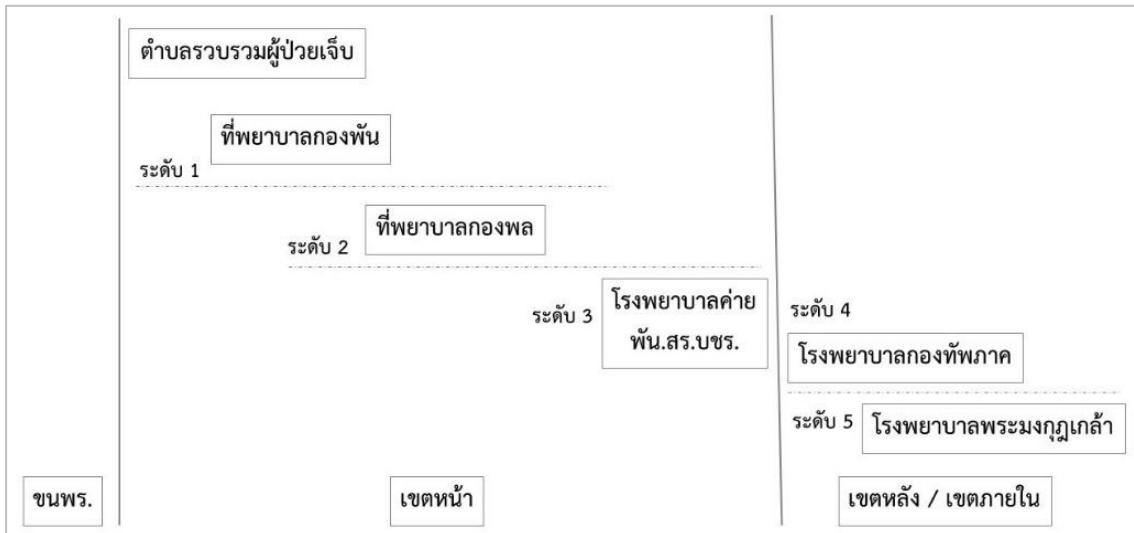 ตำบลรวบรวมผู้ป่วยเจ็บ
ที่พยาบาลกองพัน
ระดับ 1
ที่พยาบาลกองพล
ระดับ 2
โรงพยาบาลค่าย
พัน.สร.บชร.
ระดับ 3
ระดับ 4
โรงพยาบาลกองทัพภาค
ระดับ 5
โรงพยาบาลพระมงกุฎเกล้า
ขนพร.
เขตหน้า
เขตหลัง / เขตภายใน